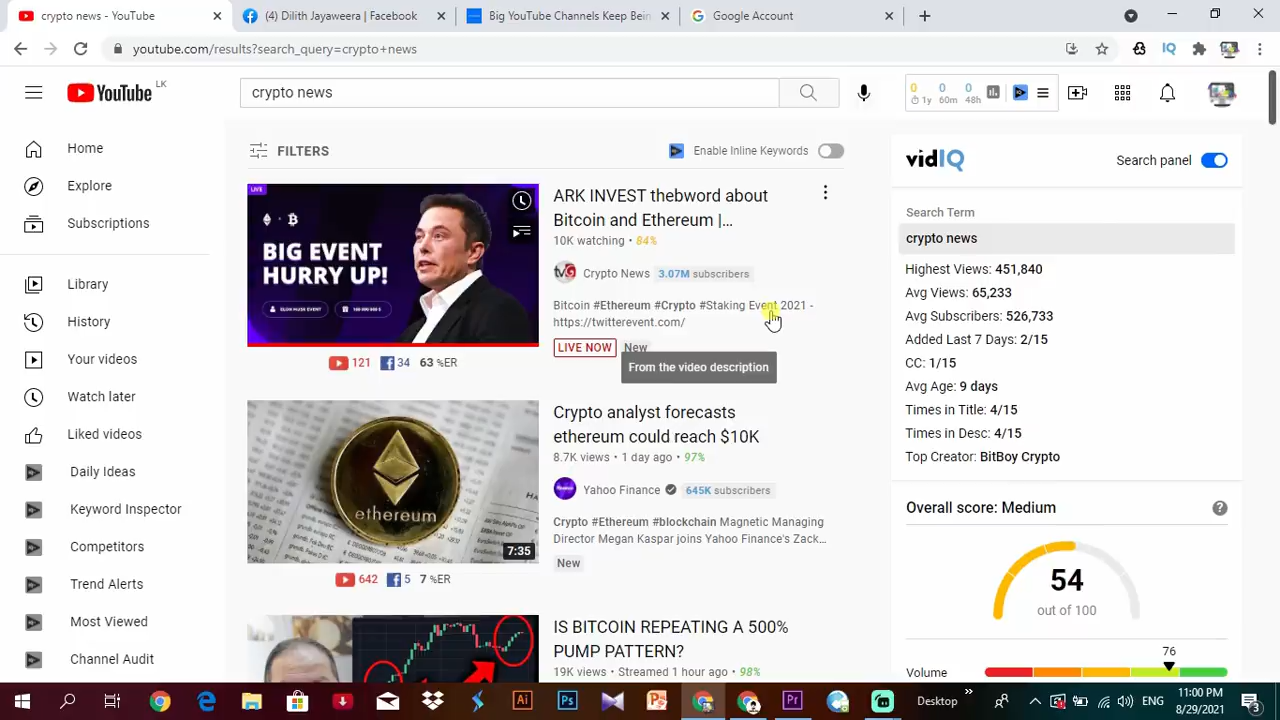 crypto news - YouTube
(4) Dilith Jayaweera | Facebook
Big YouTube Channels Keep Bein
Google Account
youtube.com/results?search_query=crypto+news
YouTube LK
crypto news
0 0 0
1y 60m 48h
Home
Explore
Subscriptions
Library
History
Your videos
Watch later
Liked videos
Daily Ideas
Keyword Inspector
Competitors
Trend Alerts
Most Viewed
Channel Audit
FILTERS
Enable Inline Keywords
LIVE
BIG EVENT
HURRY UP!
121 34 63 %ER
ARK INVEST thebword about
Bitcoin and Ethereum |...
10K watching • 84%
Crypto News 3.07M subscribers
Bitcoin #Ethereum #Crypto #Staking Event 2021 -
https://twitterevent.com/
LIVE NOW New
From the video description
ethereum
7:35
642 5 7 %ER
Crypto analyst forecasts
ethereum could reach $10K
8.7K views • 1 day ago • 97%
Yahoo Finance 645K subscribers
Crypto #Ethereum #blockchain Magnetic Managing
Director Megan Kaspar joins Yahoo Finance's Zack...
New
IS BITCOIN REPEATING A 500%
PUMP PATTERN?
19K views • Streamed 1 hour ago • 98%
vidIQ
Search panel
Search Term
crypto news
Highest Views: 451,840
Avg Views: 65,233
Avg Subscribers: 526,733
Added Last 7 Days: 2/15
CC: 1/15
Avg Age: 9 days
Times in Title: 4/15
Times in Desc: 4/15
Top Creator: BitBoy Crypto
Overall score: Medium
54
out of 100
76
Volume
Desktop
ENG
11:00 PM
8/29/2021